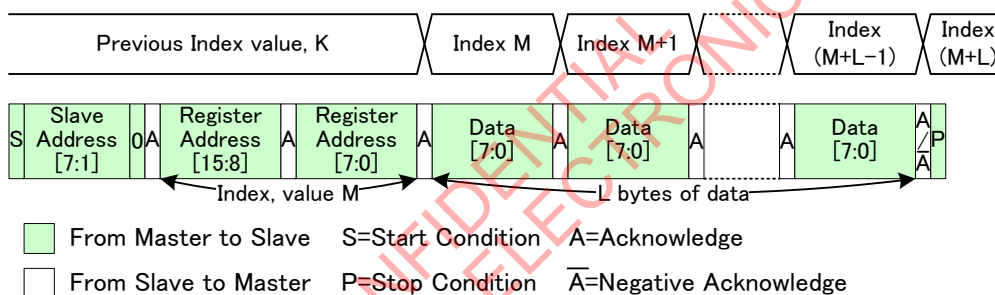 Previous Index value, K
Index M
Index M+1
Index
(M+L-1)
Index
(M+L)
S
Slave
Address
[7:1]
0
A
Register
Address
[15:8]
A
Register
Address
[7:0]
A
Data
[7:0]
A
Data
[7:0]
A
A
Data
[7:0]
A
/
A̅
P
Index, value M
L bytes of data
From Master to Slave
S=Start Condition
A=Acknowledge
From Slave to Master
P=Stop Condition
A̅=Negative Acknowledge